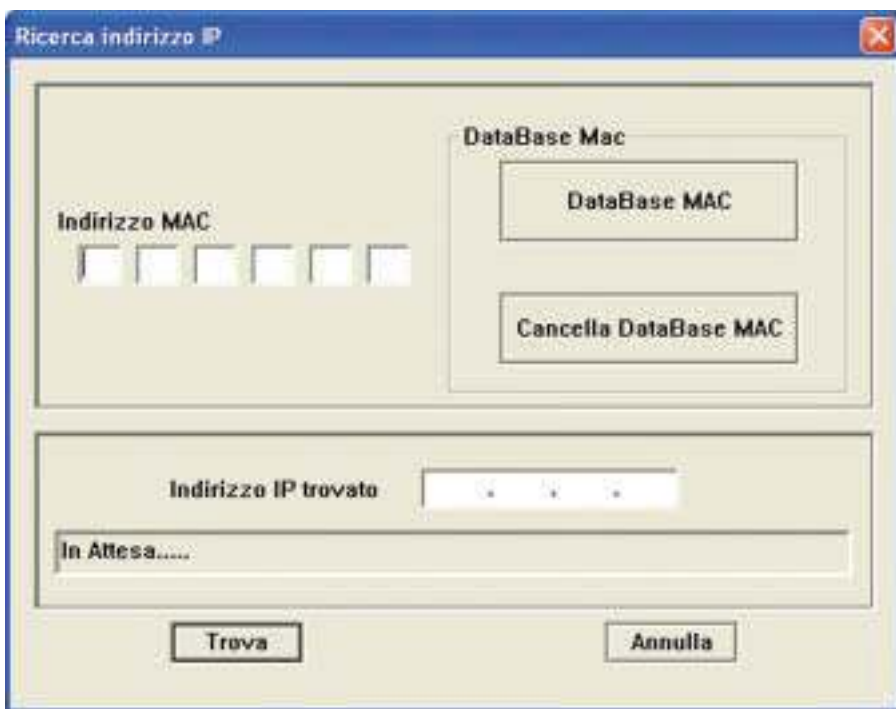 Ricerca indirizzo IP
DataBase Mac
DataBase MAC
Indirizzo MAC
Cancella DataBase MAC
Indirizzo IP trovato . . .
In Attesa.....
Trova
Annulla